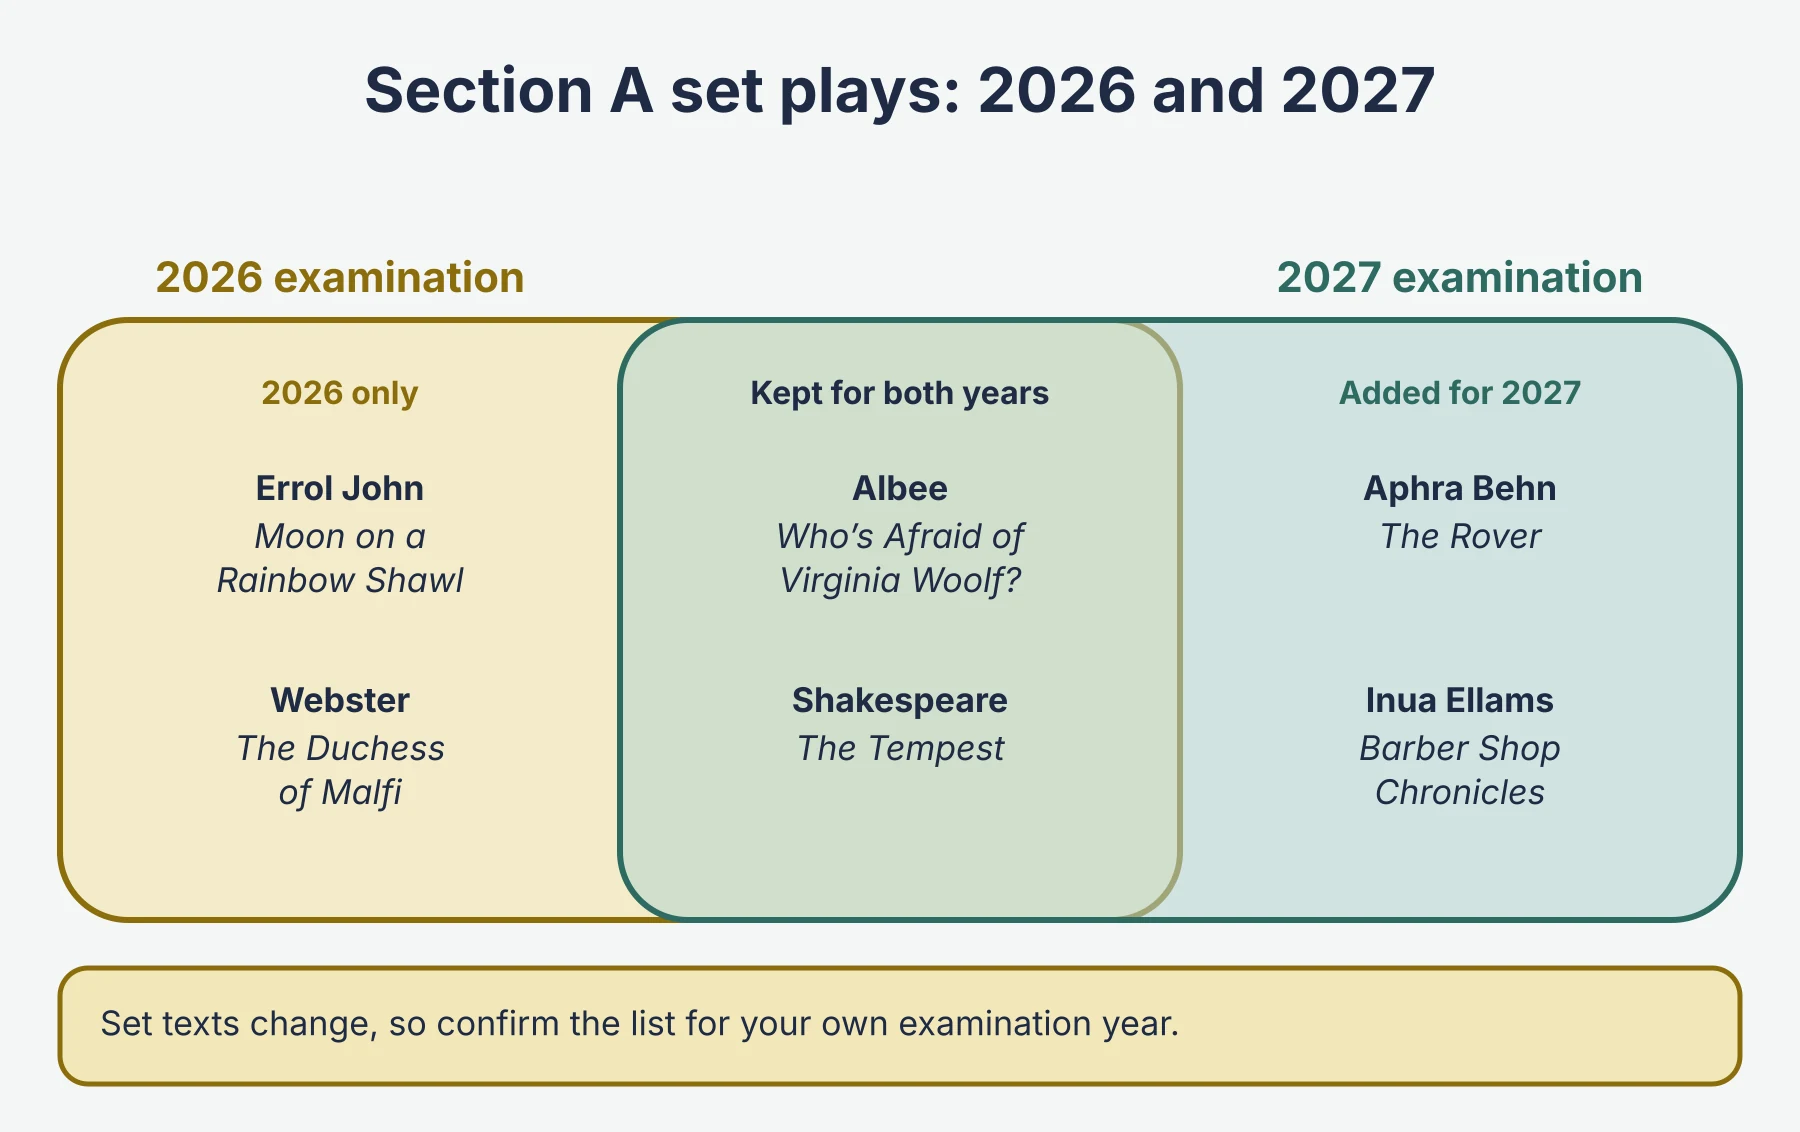 Section A set plays: 2026 and 2027
2026 examination
2027 examination
2026 only
Errol John
Moon on a
Rainbow Shawl
Webster
The Duchess
of Malfi
Kept for both years
Albee
Who’s Afraid of
Virginia Woolf?
Shakespeare
The Tempest
Added for 2027
Aphra Behn
The Rover
Inua Ellams
Barber Shop
Chronicles
Set texts change, so confirm the list for your own examination year.